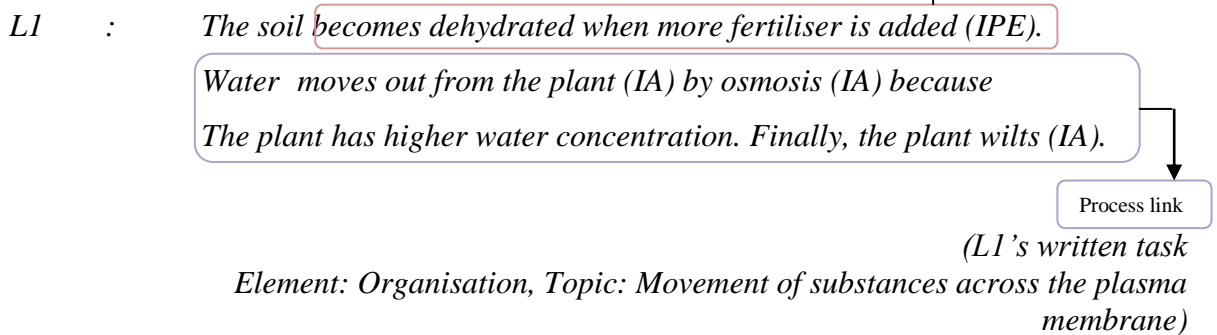 L1 : The soil becomes dehydrated when more fertiliser is added (IPE).
Water moves out from the plant (IA) by osmosis (IA) because
The plant has higher water concentration. Finally, the plant wilts (IA).
Process link
(L1's written task
Element: Organisation, Topic: Movement of substances across the plasma
membrane)